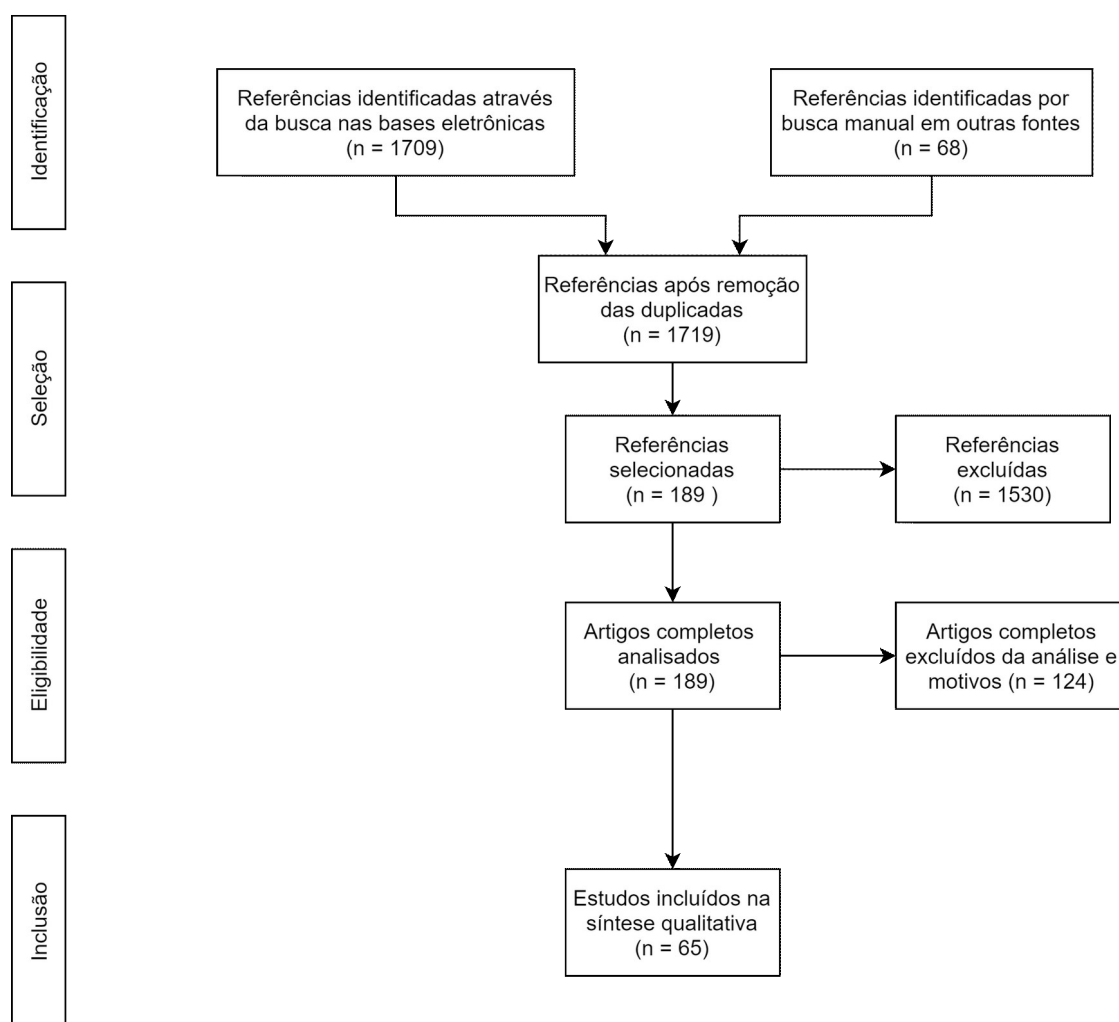 Identificação
Referências identificadas através
da busca nas bases eletrônicas
(n = 1709)
Referências identificadas por
busca manual em outras fontes
(n = 68)
Seleção
Referências após remoção
das duplicadas
(n = 1719)
Referências
selecionadas
(n = 189 )
Referências
excluídas
(n = 1530)
Eligibilidade
Artigos completos
analisados
(n = 189)
Artigos completos
excluídos da análise e
motivos (n = 124)
Inclusão
Estudos incluídos na
síntese qualitativa
(n = 65)